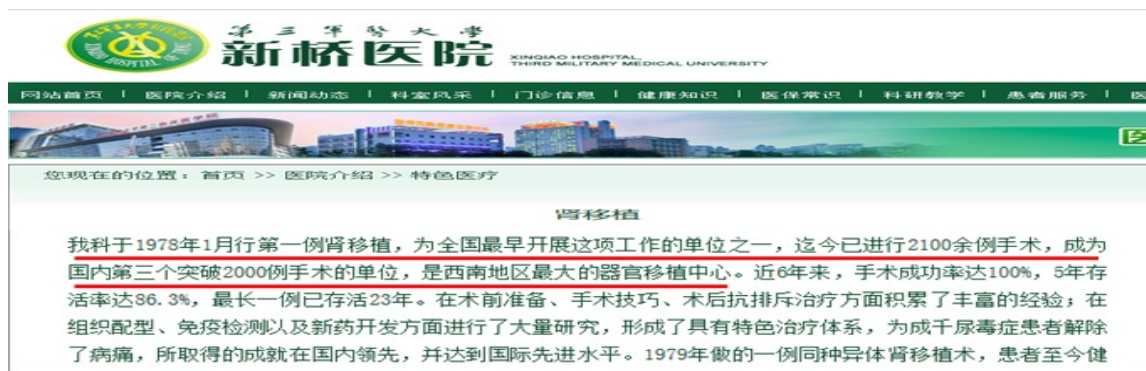 第三军医大学
新桥医院
XINQIAO HOSPITAL,
THIRD MILITARY MEDICAL UNIVERSITY
网站首页 | 医院介绍 | 新闻动态 | 科室风采 | 门诊信息 | 健康知识 | 医保常识 | 科研教学 | 患者服务 | 医
您现在的位置：首页 >> 医院介绍 >> 特色医疗
肾移植
我科于1978年1月行第一例肾移植，为全国最早开展这项工作的单位之一，迄今已进行2100余例手术，成为
国内第三个突破2000例手术的单位，是西南地区最大的器官移植中心。近6年来，手术成功率达100%，5年存
活率达86.3%，最长一例已存活23年。在术前准备、手术技巧、术后抗排斥治疗方面积累了丰富的经验；在
组织配型、免疫检测以及新药开发方面进行了大量研究，形成了具有特色治疗体系，为成千尿毒症患者解除
了病痛，所取得的成就在国内领先，并达到国际先进水平。1979年做的一例同种异体肾移植术，患者至今健